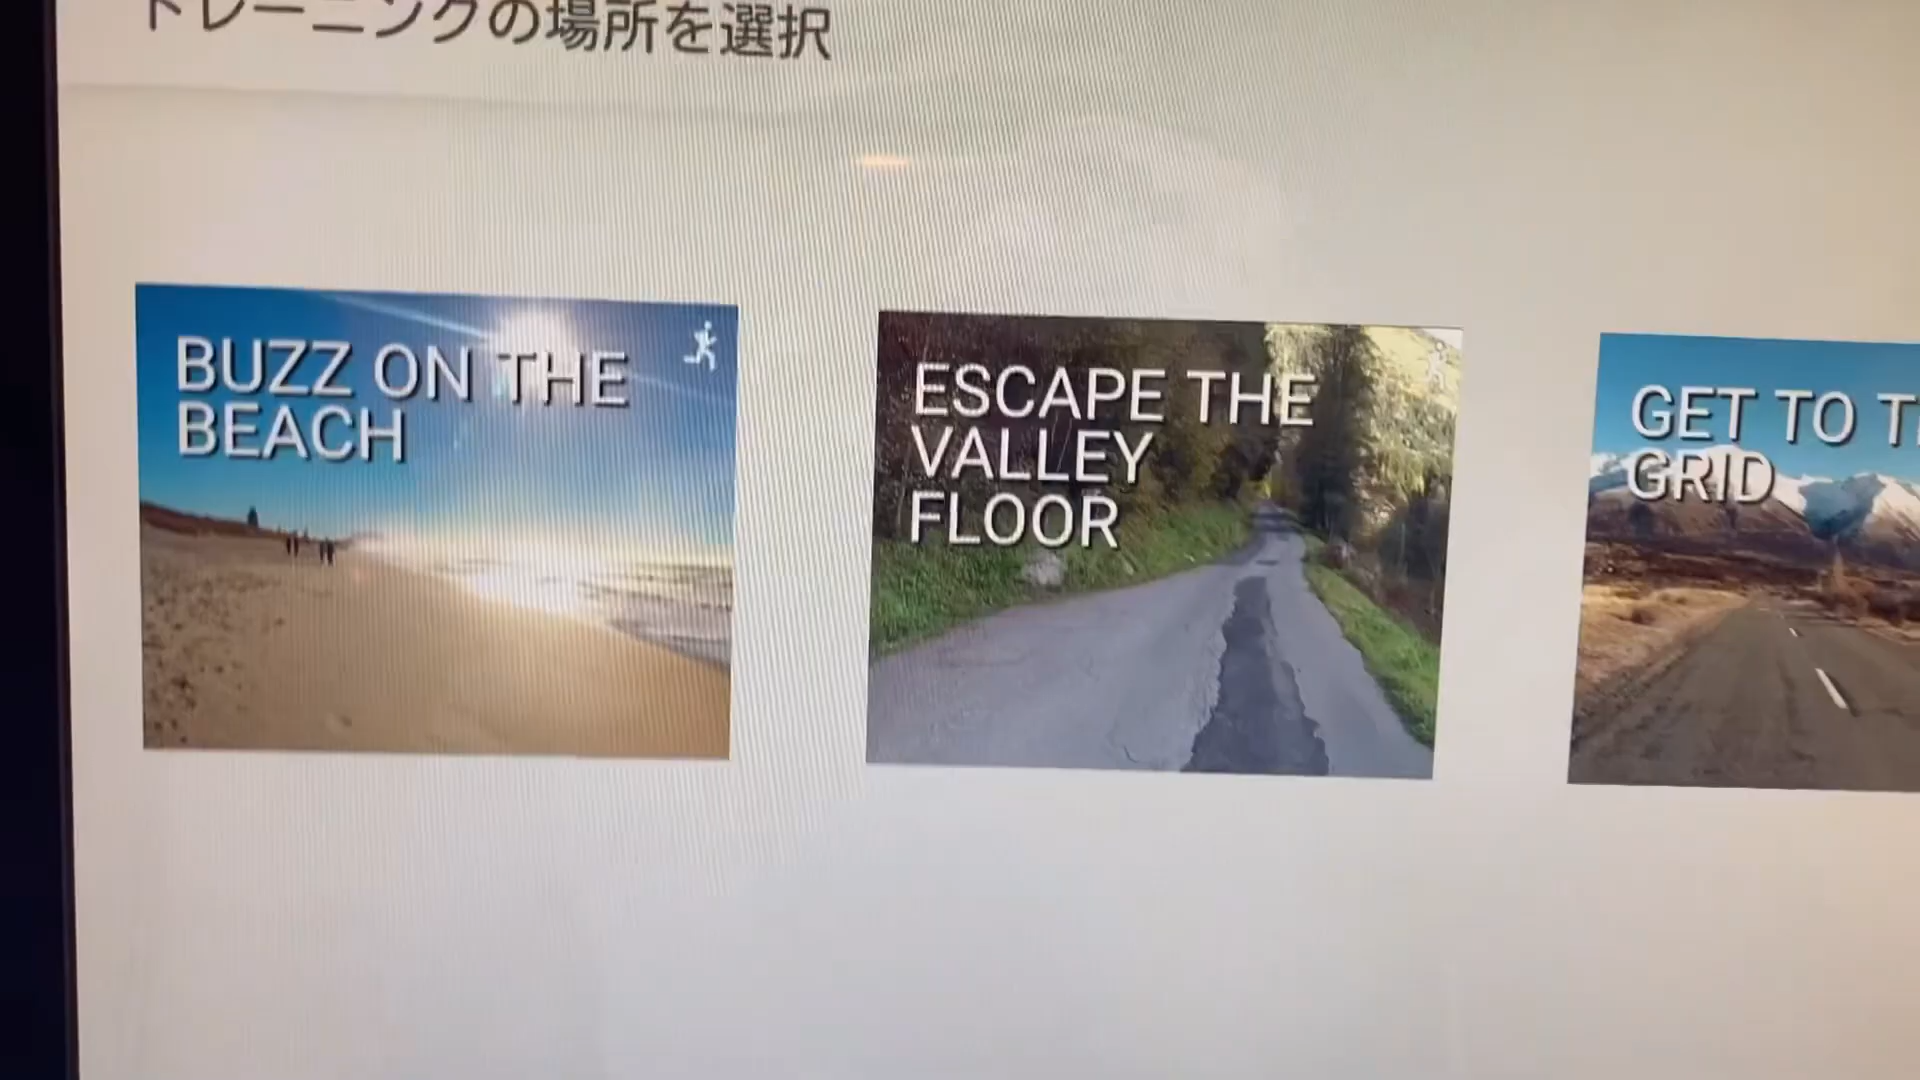 トレーニングの場所を選択
BUZZ ON THE
BEACH
ESCAPE THE
VALLEY
FLOOR
GET TO
GRID